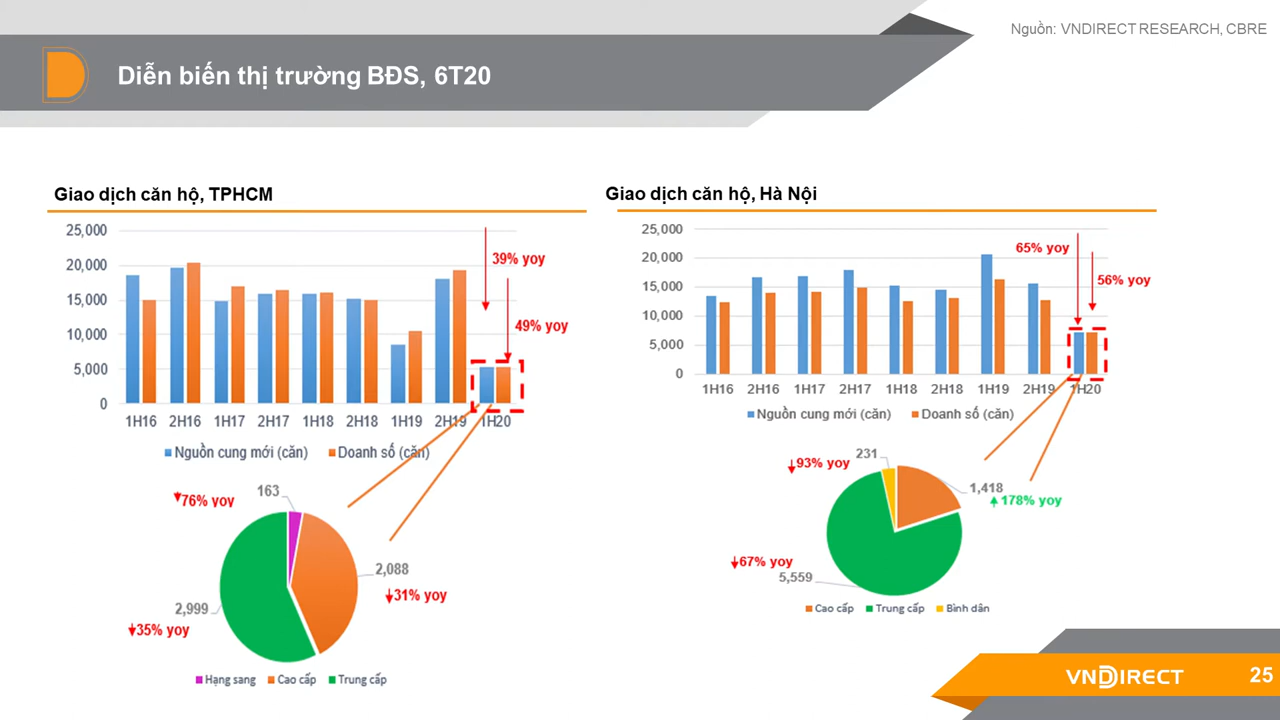 Nguồn: VNDIRECT RESEARCH, CBRE
Diễn biến thị trường BĐS, 6T20
Giao dịch căn hộ, TPHCM
25,000
20,000
15,000
10,000
5,000
0
39% yoy
49% yoy
1H16 2H16 1H17 2H17 1H18 2H18 1H19 2H19 1H20
Nguồn cung mới (căn) Doanh số (căn)
76% yoy
163
2,088
31% yoy
2,999
35% yoy
Hạng sang Cao cấp Trung cấp
Giao dịch căn hộ, Hà Nội
25,000
20,000
15,000
10,000
5,000
0
65% yoy
56% yoy
1H16 2H16 1H17 2H17 1H18 2H18 1H19 2H19 1H20
Nguồn cung mới (căn) Doanh số (căn)
93% yoy
231
1,418
178% yoy
67% yoy
5,559
Cao cấp Trung cấp Bình dân
VNDIRECT
25